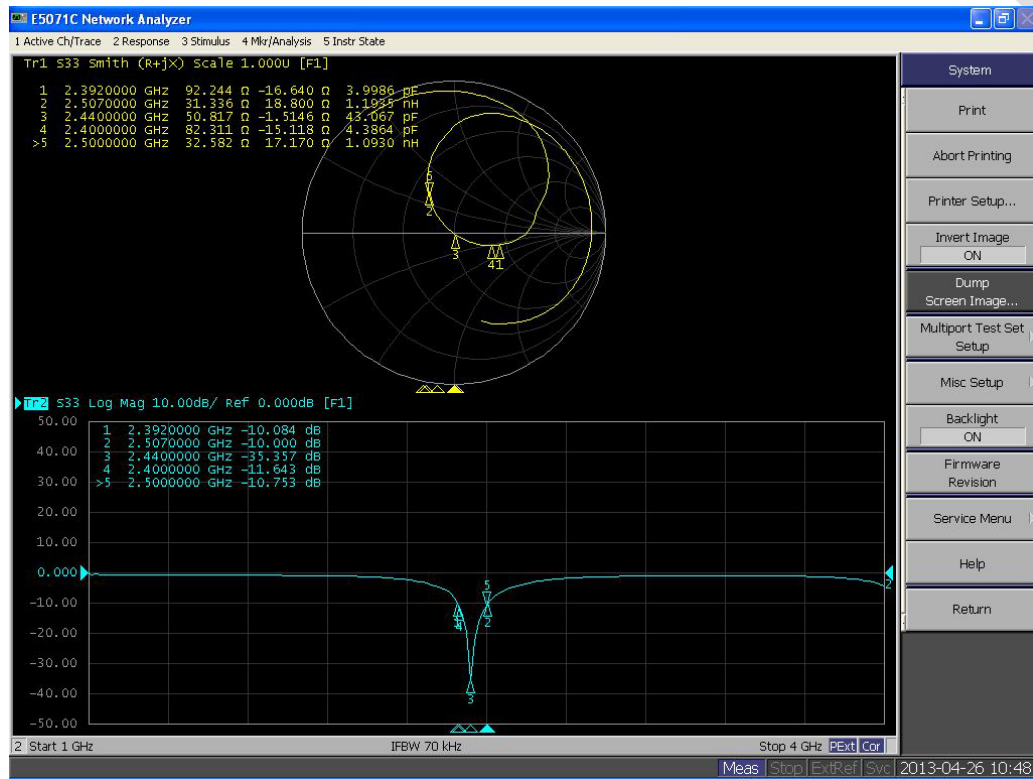 E5071C Network Analyzer
1 Active Ch/Trace 2 Response 3 Stimulus 4 Mkr/Analysis 5 Instr State
Tr1 S33 Smith (R+jX) Scale 1.000U [F1]
1 2.3920000 GHz 92.244 Ω -16.640 Ω 3.9986 pF
2 2.5070000 GHz 31.336 Ω 18.800 Ω 1.1935 nH
3 2.4400000 GHz 50.817 Ω -1.5146 Ω 43.067 pF
4 2.4000000 GHz 82.311 Ω -15.118 Ω 4.3864 pF
>5 2.5000000 GHz 32.582 Ω 17.170 Ω 1.0930 nH
5
2
3
41
Tr2 S33 Log Mag 10.00dB/ Ref 0.000dB [F1]
50.00
1 2.3920000 GHz -10.084 dB
2 2.5070000 GHz -10.000 dB
3 2.4400000 GHz -35.357 dB
4 2.4000000 GHz -11.643 dB
>5 2.5000000 GHz -10.753 dB
40.00
30.00
20.00
10.00
0.000
-10.00
-20.00
-30.00
-40.00
-50.00
5
4
2
3
2
2 Start 1 GHz IFBW 70 kHz Stop 4 GHz PExt Cor
Meas Stop ExtRef Svc 2013-04-26 10:48
System
Print
Abort Printing
Printer Setup...
Invert Image
ON
Dump
Screen Image...
Multiport Test Set
Setup
Misc Setup
Backlight
ON
Firmware
Revision
Service Menu
Help
Return